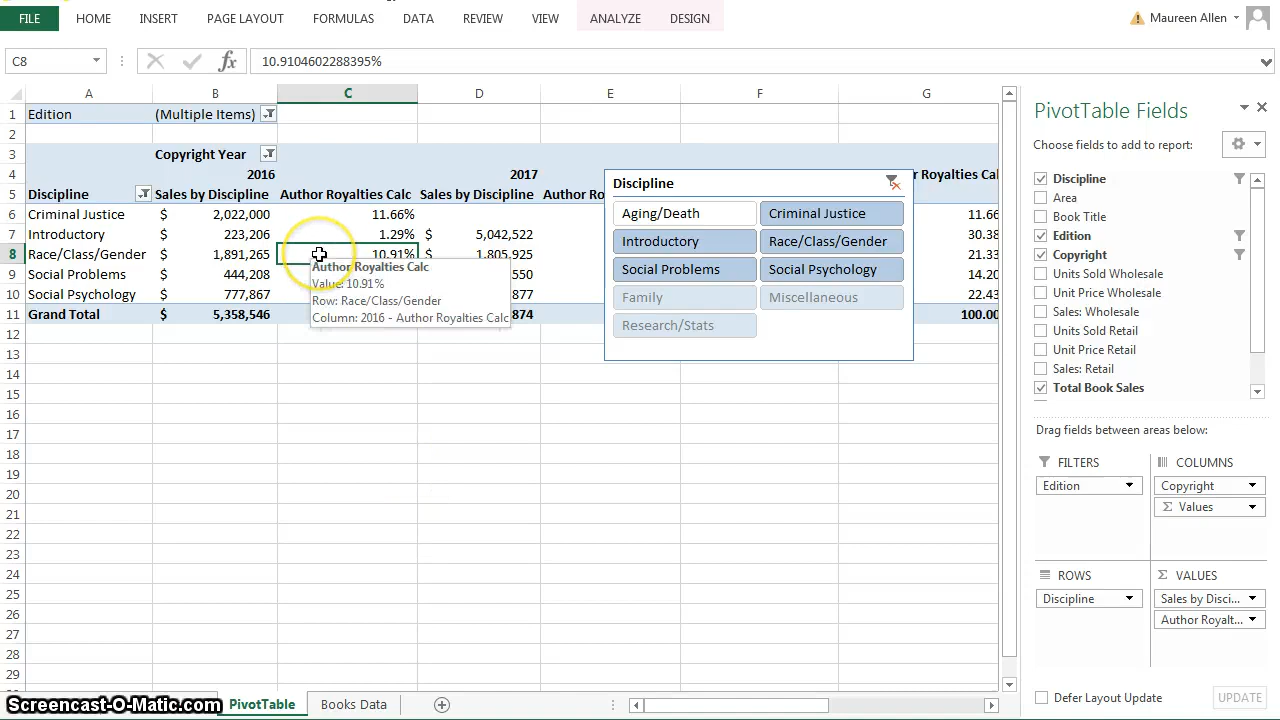 FILE HOME INSERT PAGE LAYOUT FORMULAS DATA REVIEW VIEW ANALYZE DESIGN Maureen Allen
C8 fx 10.9104602288395%
A B C D E F G
1 Edition (Multiple Items)
2
3 Copyright Year
4 2016 2017
5 Discipline Sales by Discipline Author Royalties Calc Sales by Discipline Author Ro r Royalties Cal
6 Criminal Justice $ 2,022,000 11.66% 11.66
7 Introductory $ 223,206 1.29% $ 5,042,522 30.38
8 Race/Class/Gender $ 1,891,265 10.91% $ 1,805,925 21.33
9 Social Problems $ 444,208 550 14.20
10 Social Psychology $ 777,867 877 22.43
11 Grand Total $ 5,358,546 874 100.00
Author Royalties Calc
Value: 10.91%
Row: Race/Class/Gender
Column: 2016 - Author Royalties Calc
Discipline
Aging/Death Criminal Justice
Introductory Race/Class/Gender
Social Problems Social Psychology
Family Miscellaneous
Research/Stats
12
13
14
15
16
17
18
19
20
21
22
23
24
25
26
27
28
29
PivotTable Fields
Choose fields to add to report:
Discipline
Area
Book Title
Edition
Copyright
Units Sold Wholesale
Unit Price Wholesale
Sales: Wholesale
Units Sold Retail
Unit Price Retail
Sales: Retail
Total Book Sales
Drag fields between areas below:
FILTERS COLUMNS
Edition Copyright
Σ Values
ROWS Σ VALUES
Discipline Sales by Disci...
Author Royalt...
Defer Layout Update UPDATE
Screencast-O-Matic.com PivotTable Books Data